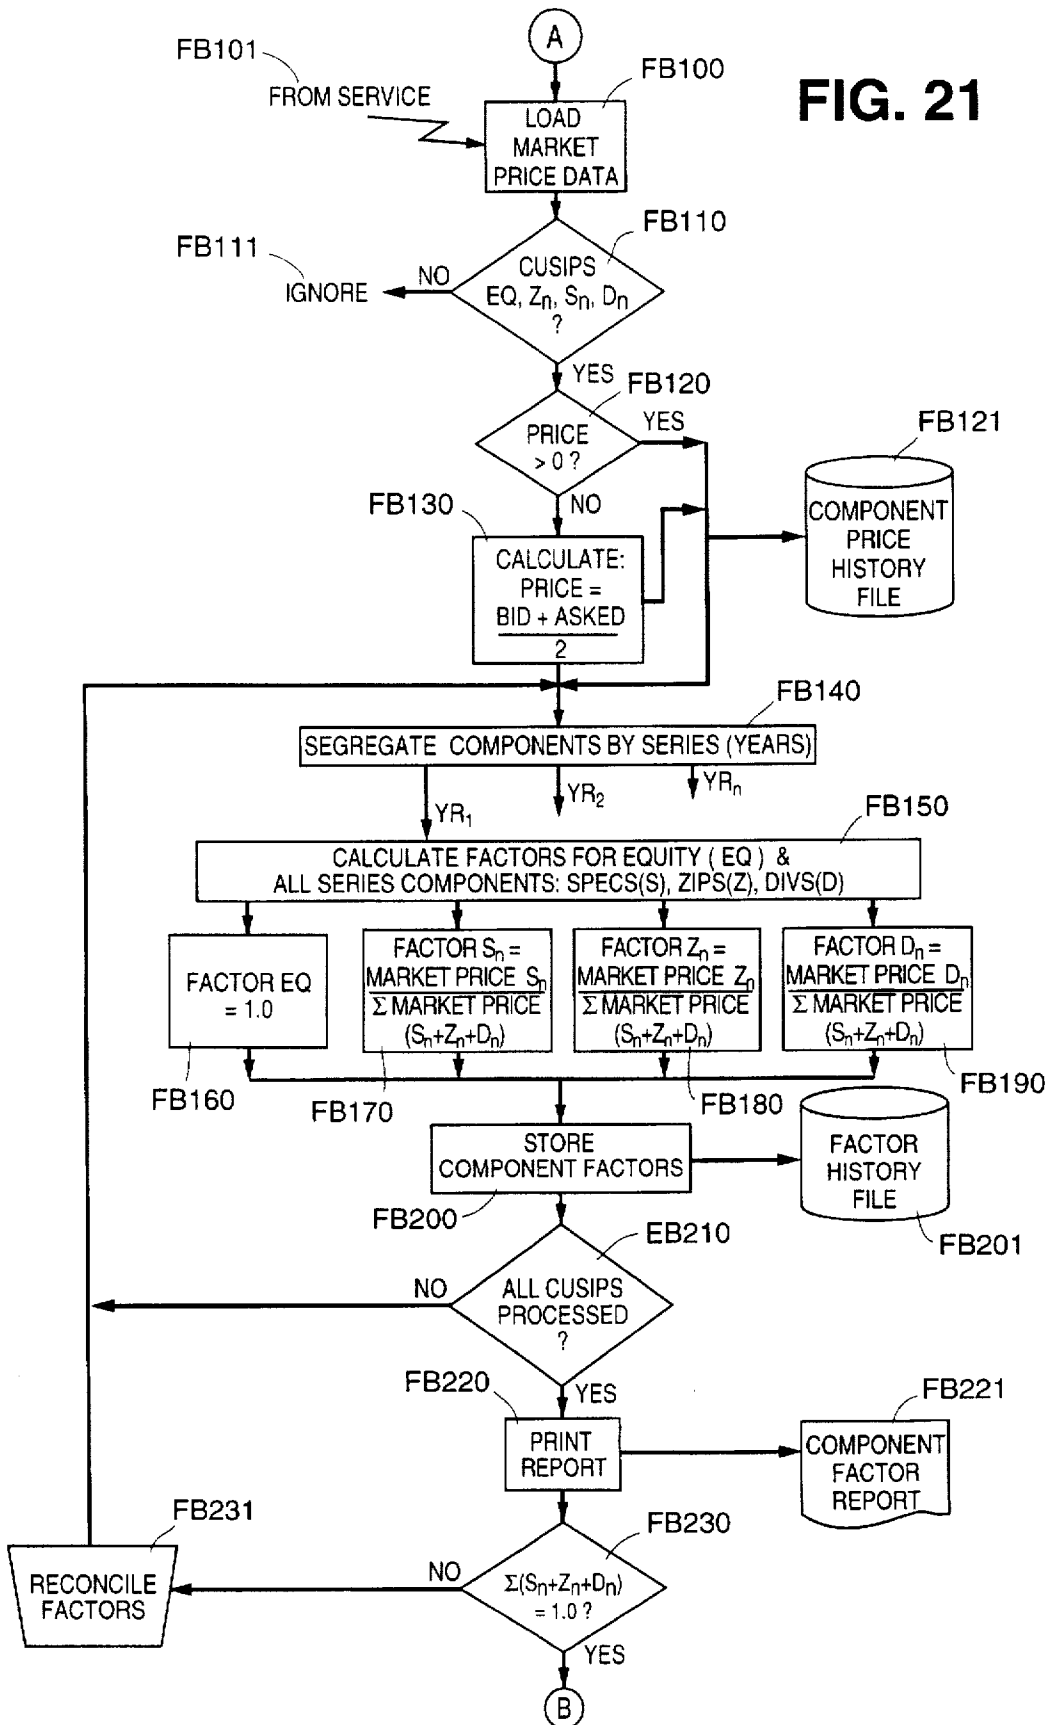 A
FB101
FROM SERVICE
FB100
FIG. 21
LOAD
MARKET
PRICE DATA
FB110
FB111
IGNORE
NO
CUSIPS
EQ, Zn, Sn, Dn
?
YES
FB120
PRICE
> 0 ?
YES
FB121
COMPONENT
PRICE
HISTORY
FILE
NO
FB130
CALCULATE:
PRICE =
BID + ASKED
2
FB140
SEGREGATE COMPONENTS BY SERIES (YEARS)
YR1
YR2
YRn
FB150
CALCULATE FACTORS FOR EQUITY ( EQ ) &
ALL SERIES COMPONENTS: SPECS(S), ZIPS(Z), DIVS(D)
FACTOR EQ
= 1.0
FACTOR Sn =
MARKET PRICE Sn
Σ MARKET PRICE
(Sn+Zn+Dn)
FACTOR Zn =
MARKET PRICE Zn
Σ MARKET PRICE
(Sn+Zn+Dn)
FACTOR Dn =
MARKET PRICE Dn
Σ MARKET PRICE
(Sn+Zn+Dn)
FB160
FB170
FB180
FB190
STORE
COMPONENT FACTORS
FB200
FACTOR
HISTORY
FILE
FB201
EB210
NO
ALL CUSIPS
PROCESSED
?
YES
FB220
PRINT
REPORT
FB221
COMPONENT
FACTOR
REPORT
FB231
RECONCILE
FACTORS
NO
FB230
Σ(Sn+Zn+Dn)
= 1.0 ?
YES
B